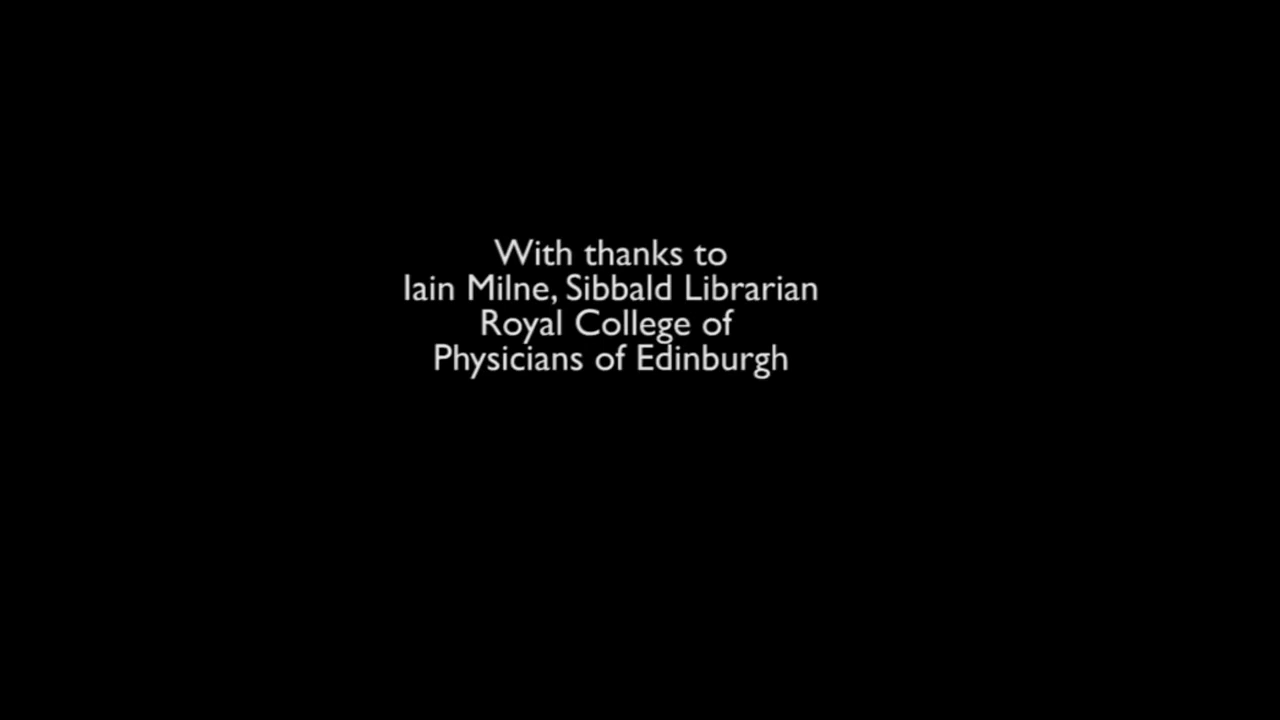 With thanks to
Iain Milne, Sibbald Librarian
Royal College of
Physicians of Edinburgh